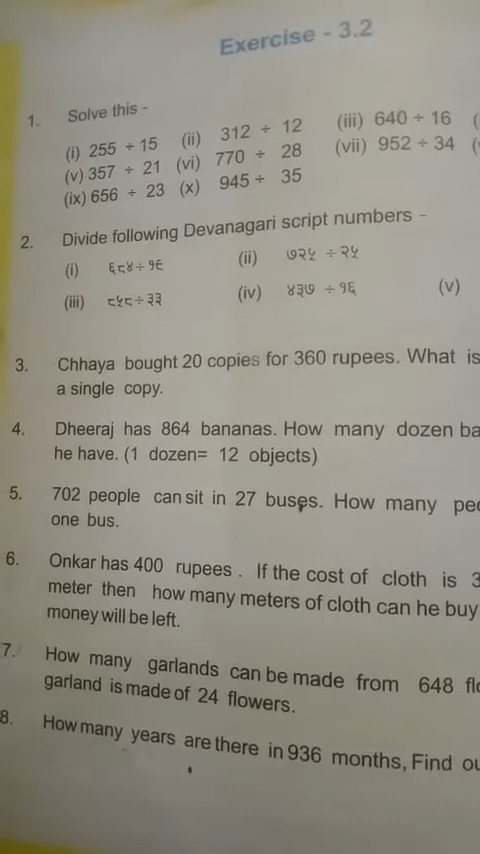 Exercise - 3.2
1. Solve this -
(i) 255 ÷ 15 (ii) 312 ÷ 12 (iii) 640 ÷ 16 (
(v) 357 ÷ 21 (vi) 770 ÷ 28 (vii) 952 ÷ 34 (
(ix) 656 ÷ 23 (x) 945 ÷ 35
2. Divide following Devanagari script numbers -
(i) ६८४÷१६ (ii) ७२५ ÷२५
(iii) ८५८÷३३ (iv) ४३७ ÷१६ (v)
3. Chhaya bought 20 copies for 360 rupees. What is
a single copy.
4. Dheeraj has 864 bananas. How many dozen ba
he have. (1 dozen= 12 objects)
5. 702 people can sit in 27 buses. How many
one bus.
6. Onkar has 400 rupees . If the cost of cloth is 3
meter then how many meters of cloth can he buy
money will be left.
7. How many garlands can be made from 648
garland is made of 24 flowers.
8. How many years are there in 936 months, Find